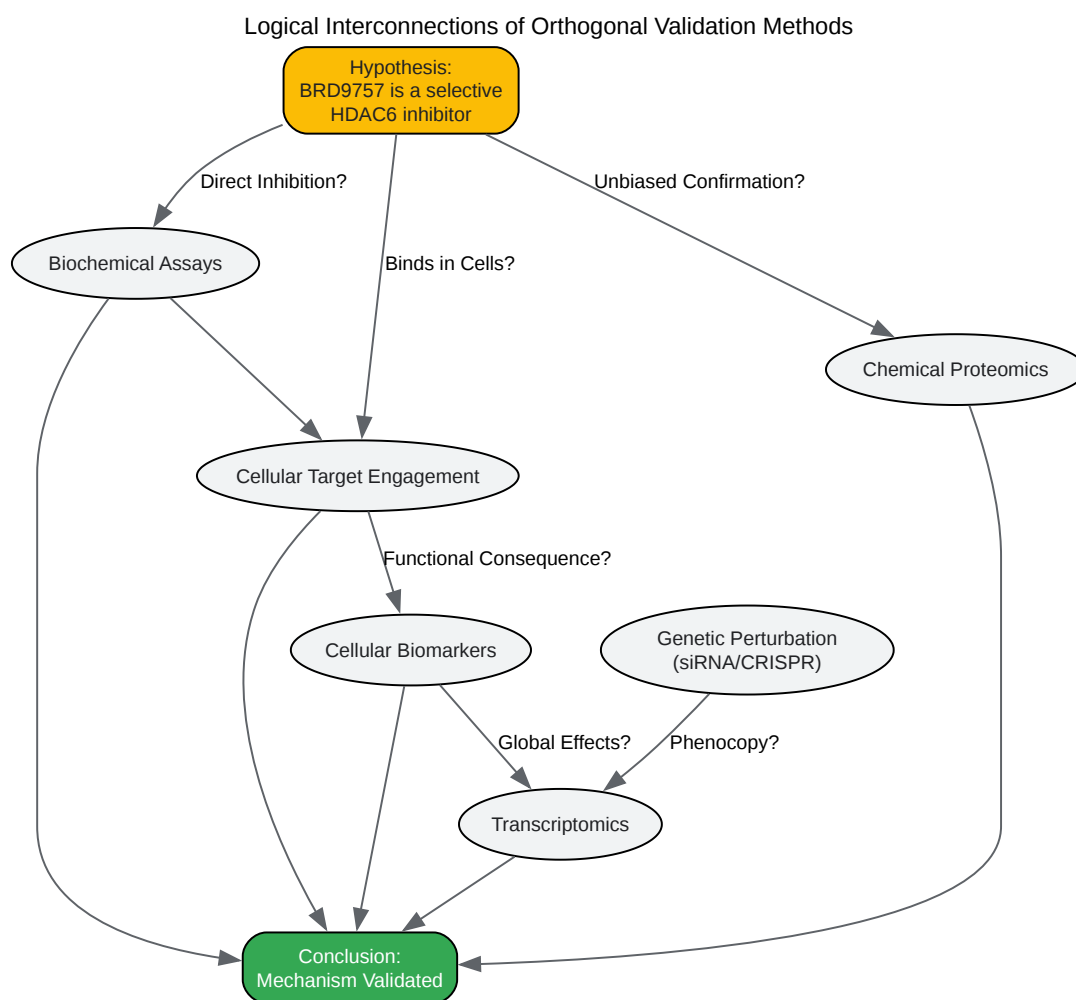 Logical Interconnections of Orthogonal Validation Methods
Hypothesis:
BRD9757 is a selective
HDAC6 inhibitor
Direct Inhibition?
Unbiased Confirmation?
Biochemical Assays
Binds in Cells?
Chemical Proteomics
Cellular Target Engagement
Functional Consequence?
Cellular Biomarkers
Genetic Perturbation
(siRNA/CRISPR)
Global Effects?
Phenocopy?
Transcriptomics
Conclusion:
Mechanism Validated